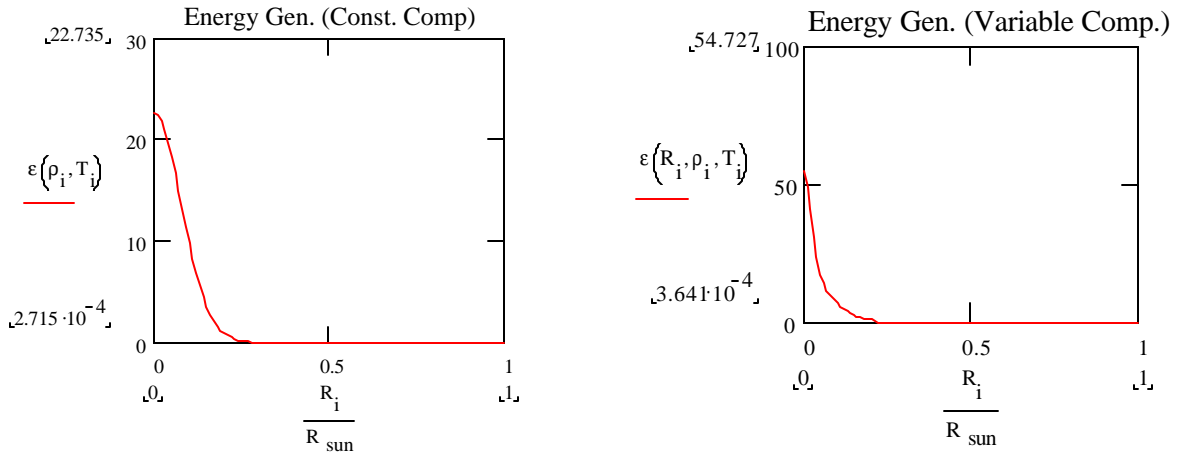 Energy Gen. (Const. Comp)
22.735
30
20
ε(ρi,Ti)
10
2.715·10^−4
0
0
0.5
1
0
Ri
1
R sun
Energy Gen. (Variable Comp.)
54.727
100
ε(Ri,ρi,Ti)
50
3.641·10^−4
0
0
0.5
1
0
Ri
1
R sun